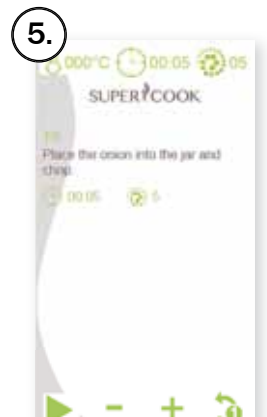 5.
000°C 00:05 05
SUPERCOOK
Place the onion into the jar and
chop.
00:05 5